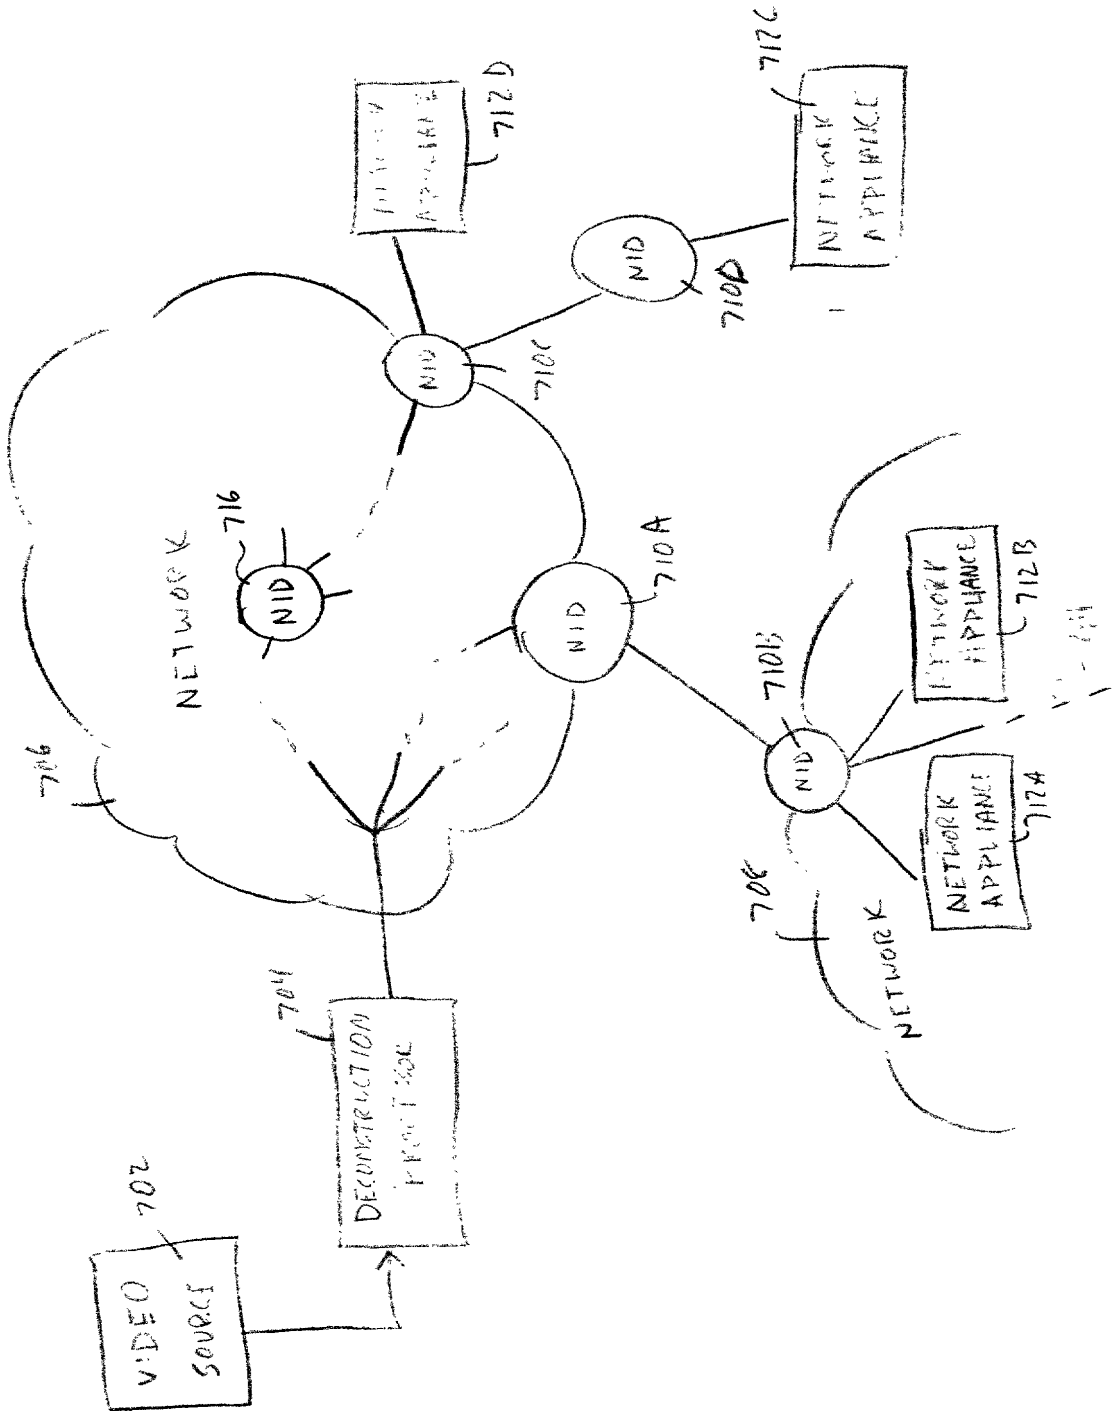 VIDEO
SOURCE
702
DECONSTRUCTION
704
706
NETWORK
NID
716
NID
710A
NID
710C
712D
NID
710D
NETWORK
APPLIANCE
712C
NETWORK
708
NID
710B
NETWORK
APPLIANCE
712A
NETWORK
APPLIANCE
712B